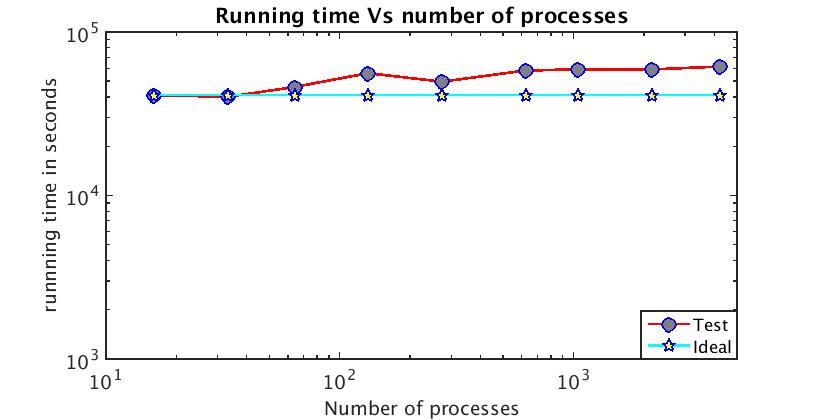 Running time Vs number of processes
runnning time in seconds
10^5
10^4
10^3
10^1
10^2
10^3
Number of processes
Test
Ideal